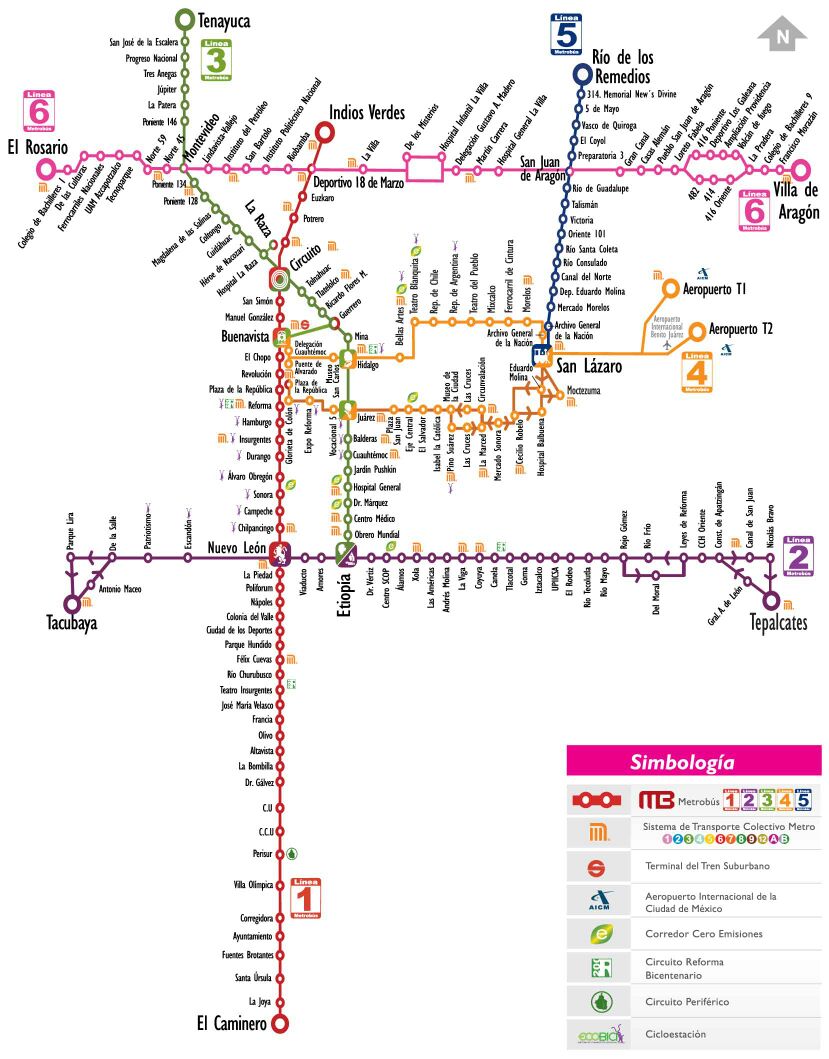 Tenayuca
San José de la Escalera
Progreso Nacional
Tres Anegas
Júpiter
La Patera
Poniente 146
Montevideo
Línea
3
Metrobús
Línea
5
Metrobús
N
Río de los
Remedios
314. Memorial New´s Divine
5 de Mayo
Vasco de Quiroga
El Coyol
Preparatoria 3
San Juan
de Aragón
Línea
6
Metrobús
El Rosario
Colegio de Bachilleres 1
De las Culturas
Ferrocarriles Nacionales
UAM Azcapotzalco
Tecnoparque
Norte 59
Norte 45
Poniente 134
Poniente 128
Lindavista-Vallejo
Instituto del Petróleo
San Bartolo
Instituto Politécnico Nacional
Riobamba
Indios Verdes
Deportivo 18 de Marzo
La Villa
De los Misterios
Hospital Infantil La Villa
Delegación Gustavo A. Madero
Martín Carrera
Hospital General La Villa
Gran Canal
Casas Alemán
Pueblo San Juan de Aragón
Loreto Fabela
416 Poniente
Deportivo Los Galeana
Ampliación Providencia
Volcán de fuego
La Pradera
Colegio de Bachilleres 9
Francisco Morazán
482
414
416 Oriente
Línea
6
Metrobús
Villa de
Aragón
Euzkaro
Potrero
La Raza
Circuito
Magdalena de las Salinas
Coltongo
Cuitláhuac
Héroe de Nacozari
Hospital La Raza
Tolnahuac
Tlatelolco
Ricardo Flores M.
Guerrero
Mina
Hidalgo
Río de Guadalupe
Talismán
Victoria
Oriente 101
Río Santa Coleta
Río Consulado
Canal del Norte
Dep. Eduardo Molina
Mercado Morelos
Archivo General
de la Nación
Archivo General
de la Nación
San Lázaro
San Simón
Manuel González
Buenavista
El Chopo
Revolución
Plaza de la República
Reforma
Hamburgo
Insurgentes
Durango
Álvaro Obregón
Sonora
Campeche
Chilpancingo
Nuevo León
Delegación
Cuauhtémoc
Puente de
Alvarado
Plaza de
la República
Museo
San Carlos
Bellas Artes
Teatro Blanquita
Rep. de Chile
Rep. de Argentina
Teatro del Pueblo
Mixcalco
Ferrocarril de Cintura
Morelos
Aeropuerto T1
Aeropuerto
Internacional
Benito Juárez
Aeropuerto T2
AICM
AICM
Línea
4
Metrobús
Glorieta de Colón
Expo Reforma
Vocacional 5
Juárez
Plaza
San Juan
Eje Central
El Salvador
Isabel la Católica
Museo de
la Ciudad
Pino Suárez
Las Cruces
Las Cruces
Circunvalación
La Merced
Mercado Sonora
Cecilio Robelo
Hospital Balbuena
Eduardo
Molina
Moctezuma
Balderas
Cuauhtémoc
Jardín Pushkin
Hospital General
Dr. Márquez
Centro Médico
Obrero Mundial
Etiopía
Parque Lira
De la Salle
Patriotismo
Escandón
Antonio Maceo
Tacubaya
Viaducto
Amores
Dr. Vértiz
Centro SCOP
Álamos
Xola
Las Américas
Andrés Molina
La Viga
Coyuya
Canela
Tlacotal
Goma
Iztacalco
UPIICSA
El Rodeo
Río Tecolutla
Río Mayo
Rojo Gómez
Río Frío
Del Moral
Leyes de Reforma
CCH Oriente
Const. de Apatzingán
Canal de San Juan
Nicolás Bravo
Gral. A. de León
Tepalcates
Línea
2
Metrobús
La Piedad
Poliforum
Nápoles
Colonia del Valle
Ciudad de los Deportes
Parque Hundido
Félix Cuevas
Río Churubusco
Teatro Insurgentes
José María Velasco
Francia
Olivo
Altavista
La Bombilla
Dr. Gálvez
C.U
C.C.U
Perisur
Villa Olímpica
Corregidora
Ayuntamiento
Fuentes Brotantes
Santa Úrsula
La Joya
El Caminero
Línea
1
Metrobús
Simbología
MB Metrobús 1 2 3 4 5
Sistema de Transporte Colectivo Metro
1 2 3 4 5 6 7 8 9 12 A B
Terminal del Tren Suburbano
AICM
Aeropuerto Internacional de la
Ciudad de México
Corredor Cero Emisiones
Circuito Reforma
Bicentenario
Circuito Periférico
ECOBICI
Cicloestación